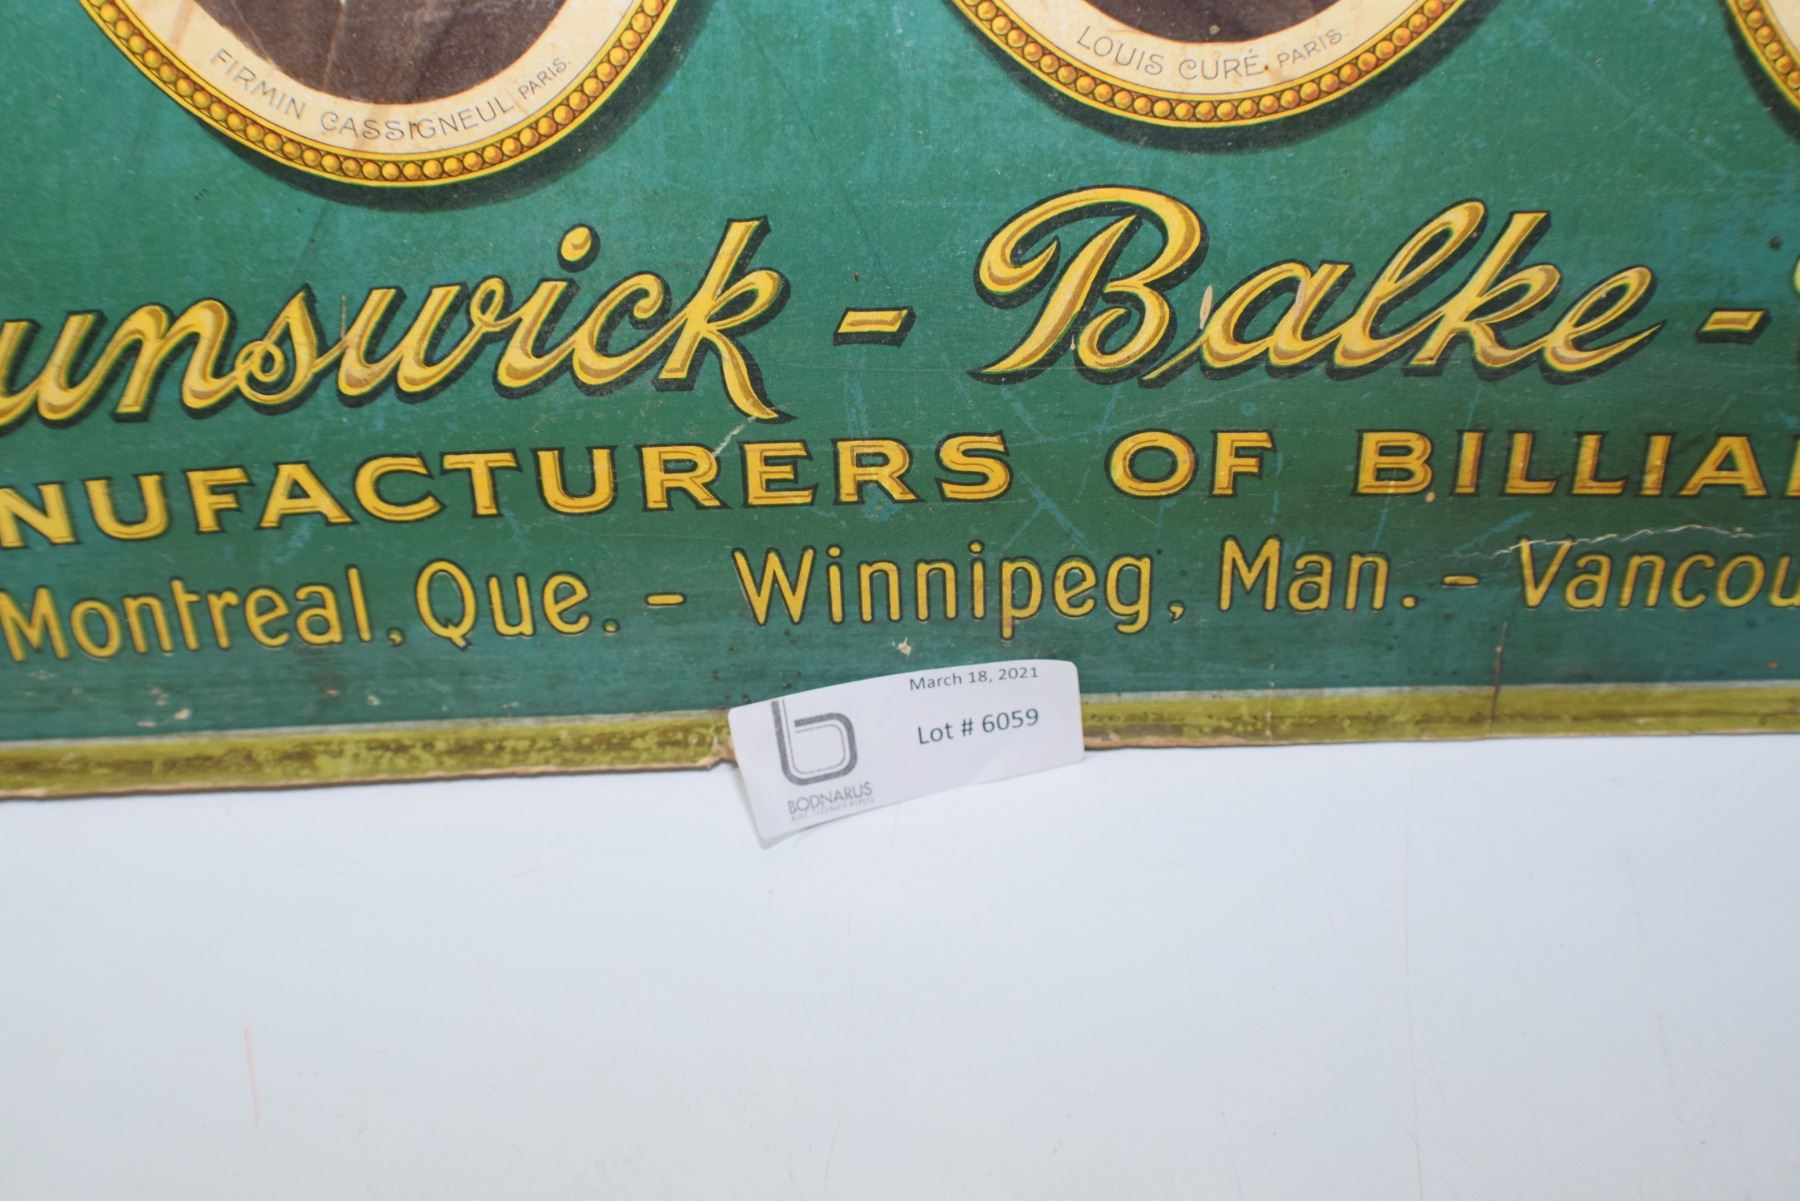 FIRMIN CASSIGNEUL PARIS.
LOUIS CURÉ. PARIS.
unswick - Balke -
NUFACTURERS OF BILLIA
Montreal, Que. - Winnipeg, Man. - Vancou
March 18, 2021
Lot # 6059
b
BODNARUS
AUCTIONEERING